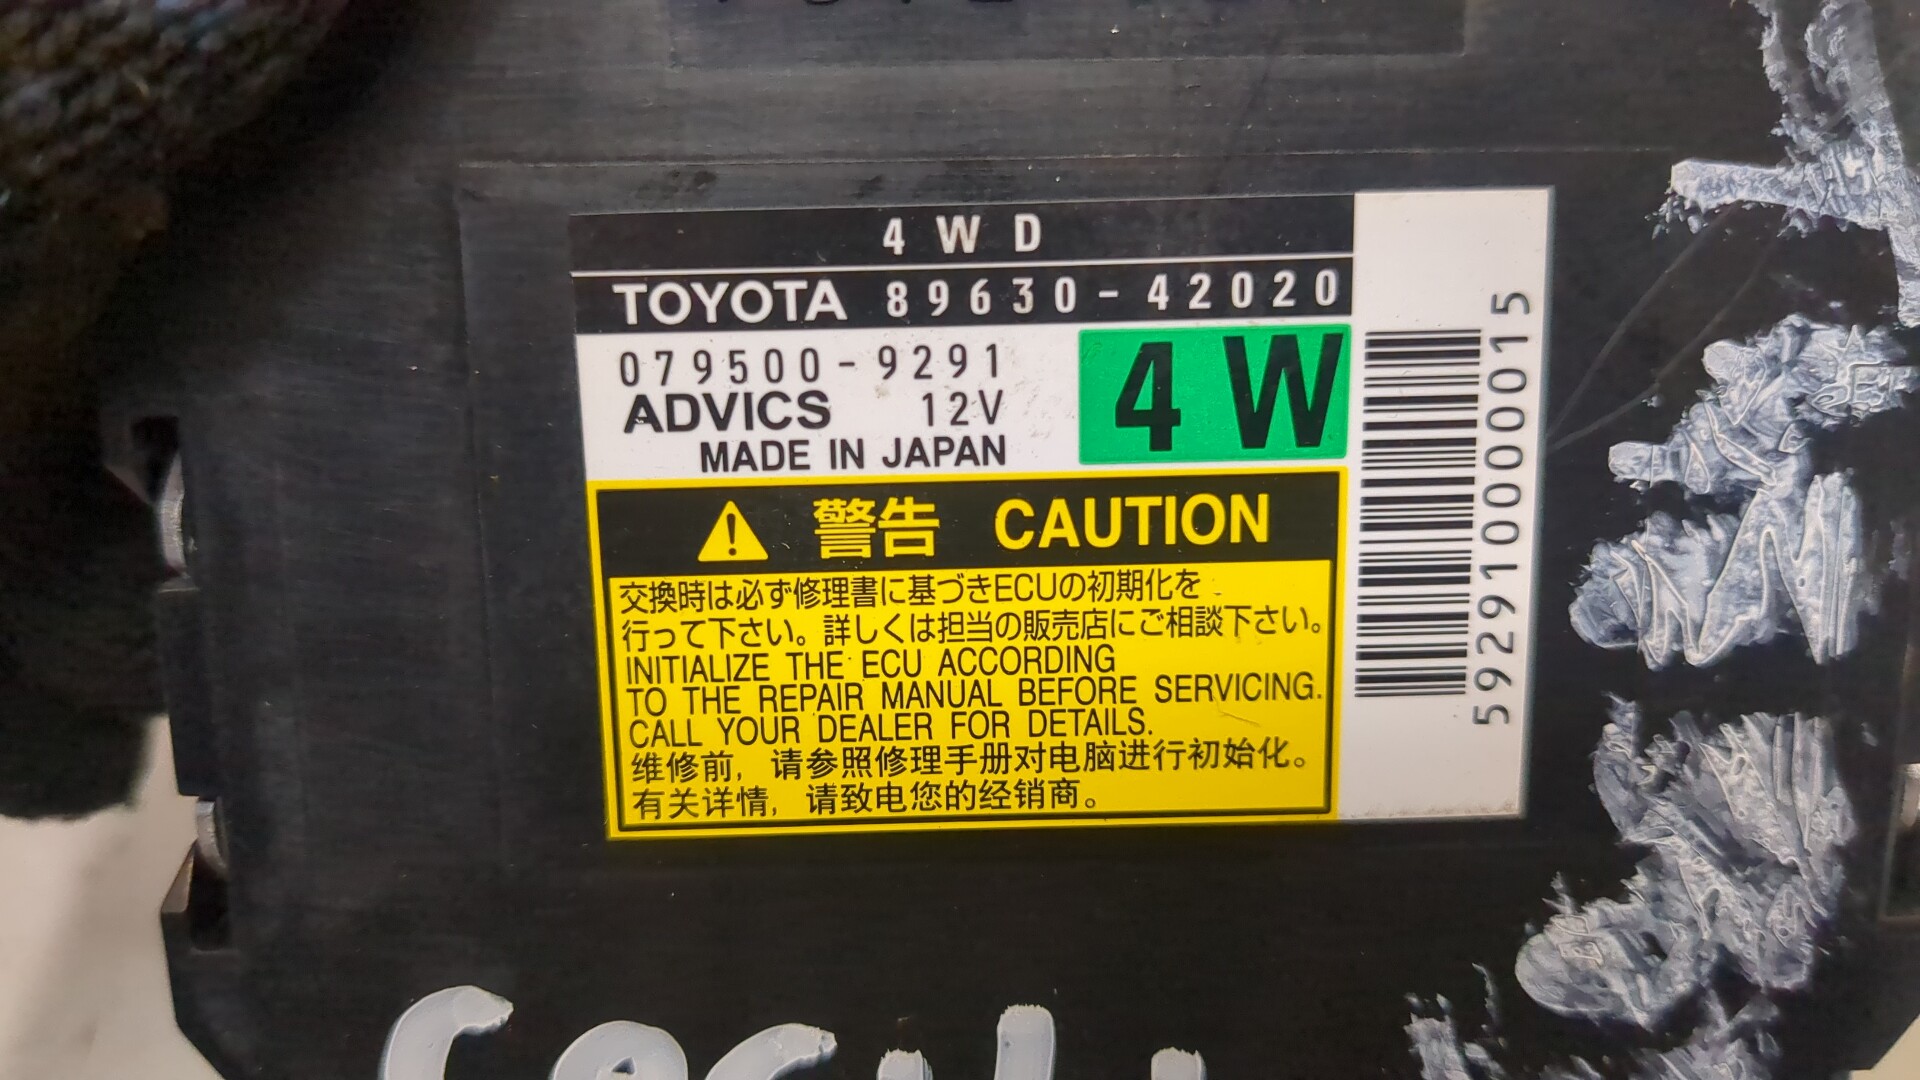 4WD
TOYOTA 89630-42020
079500-9291
ADVICS 12V
MADE IN JAPAN
4W
警告 CAUTION
交換時は必ず修理書に基づきECUの初期化を
行って下さい。詳しくは担当の販売店にご相談下さい。
INITIALIZE THE ECU ACCORDING
TO THE REPAIR MANUAL BEFORE SERVICING.
CALL YOUR DEALER FOR DETAILS.
维修前，请参照修理手册对电脑进行初始化。
有关详情，请致电您的经销商。
5929100000015